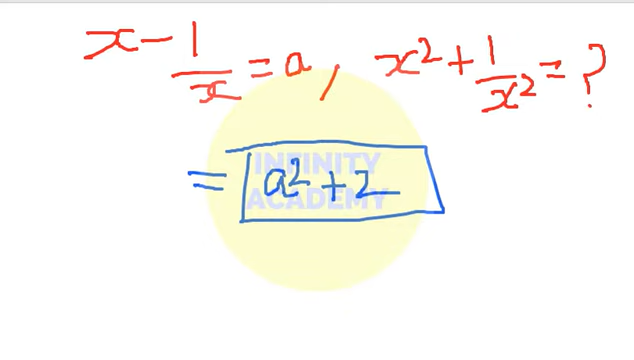 x - 1/x = a, x² + 1/x² = ?
INFINITY
= a² + 2
ACADEMY